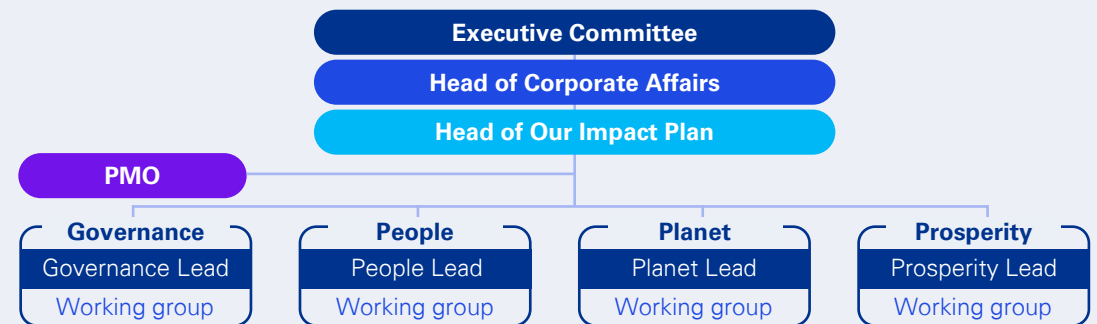 Executive Committee
Head of Corporate Affairs
Head of Our Impact Plan
PMO
Governance
Governance Lead
Working group
People
People Lead
Working group
Planet
Planet Lead
Working group
Prosperity
Prosperity Lead
Working group